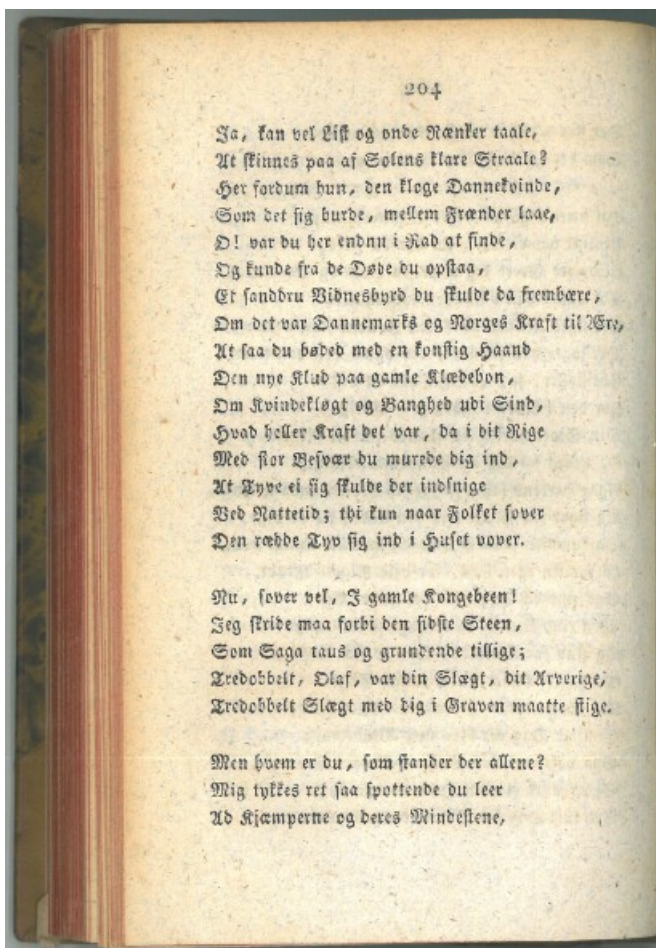 204
Ja, kan vel List og onde Rænker taale,
At skinnes paa af Solens klare Straale?
Her fordum hun, den kloge Dannekvinde,
Som det sig burde, mellem Frænder laae,
O! var du her endnu i Rad at finde,
Og kunde fra de Døde du opstaa,
Et sanddru Vidnesbyrd du skulde da frembære,
Om det var Dannemarks og Norges Kraft til Ære,
At saa du bøded med en konstig Haand
Den nye Klud paa gamle Klædebon,
Om Kvindekløgt og Banghed udi Sind,
Hvad heller Kraft det var, da i dit Rige
Med stor Besvær du murede dig ind,
At Tyve ei sig skulde der indsnige
Ved Nattetid; thi kun naar Folket sover
Den rædde Tyv sig ind i Huset vover.
Nu, sover vel, I gamle Kongebeen!
Jeg skride maa forbi den sidste Steen,
Som Saga taus og grundende tillige;
Tredobbelt, Olaf, var din Slægt, dit Arverige,
Tredobbelt Slægt med dig i Graven maatte stige.
Men hvem er du, som stander der allene?
Mig tykkes ret saa spottende du leer
Ad Kjæmperne og deres Mindestene,